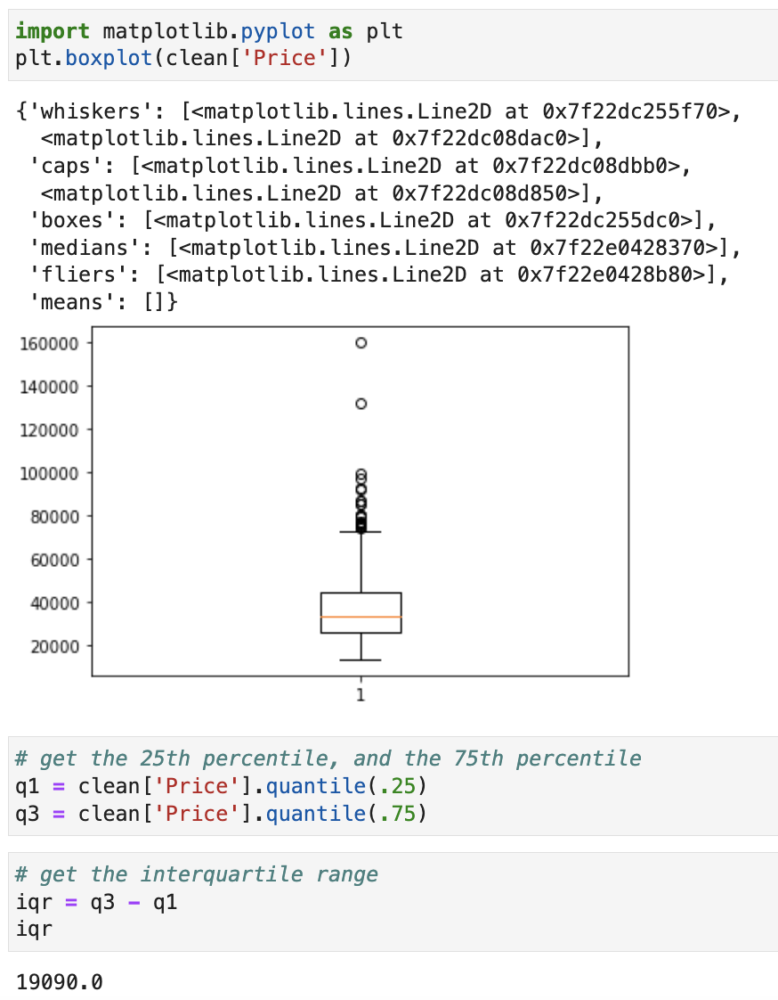 import matplotlib.pyplot as plt
plt.boxplot(clean['Price'])
{'whiskers': [<matplotlib.lines.Line2D at 0x7f22dc255f70>,
  <matplotlib.lines.Line2D at 0x7f22dc08dac0>],
 'caps': [<matplotlib.lines.Line2D at 0x7f22dc08dbb0>,
  <matplotlib.lines.Line2D at 0x7f22dc08d850>],
 'boxes': [<matplotlib.lines.Line2D at 0x7f22dc255dc0>],
 'medians': [<matplotlib.lines.Line2D at 0x7f22e0428370>],
 'fliers': [<matplotlib.lines.Line2D at 0x7f22e0428b80>],
 'means': []}
160000
140000
120000
100000
80000
60000
40000
20000
1
# get the 25th percentile, and the 75th percentile
q1 = clean['Price'].quantile(.25)
q3 = clean['Price'].quantile(.75)
# get the interquartile range
iqr = q3 - q1
iqr
19090.0